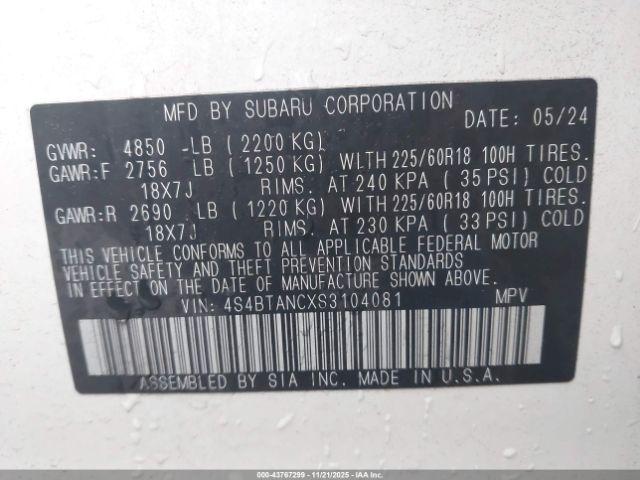 MFD BY SUBARU CORPORATION
DATE: 05/24
GVWR: 4850 -LB (2200 KG)
GAWR:F 2756 LB (1250 KG) WITH 225/60R18 100H TIRES.
18X7J RIMS. AT 240 KPA (35 PSI) COLD
GAWR:R 2690 LB (1220 KG) WITH 225/60R18 100H TIRES.
18X7J RIMS. AT 230 KPA (33 PSI) COLD
THIS VEHICLE CONFORMS TO ALL APPLICABLE FEDERAL MOTOR
VEHICLE SAFETY AND THEFT PREVENTION STANDARDS
IN EFFECT ON THE DATE OF MANUFACTURE SHOWN ABOVE.
VIN: 4S4BTANCXS3104081 MPV
ASSEMBLED BY SIA INC. MADE IN U.S.A.
000-43767299 - 11/21/2025 - IAAI.COM